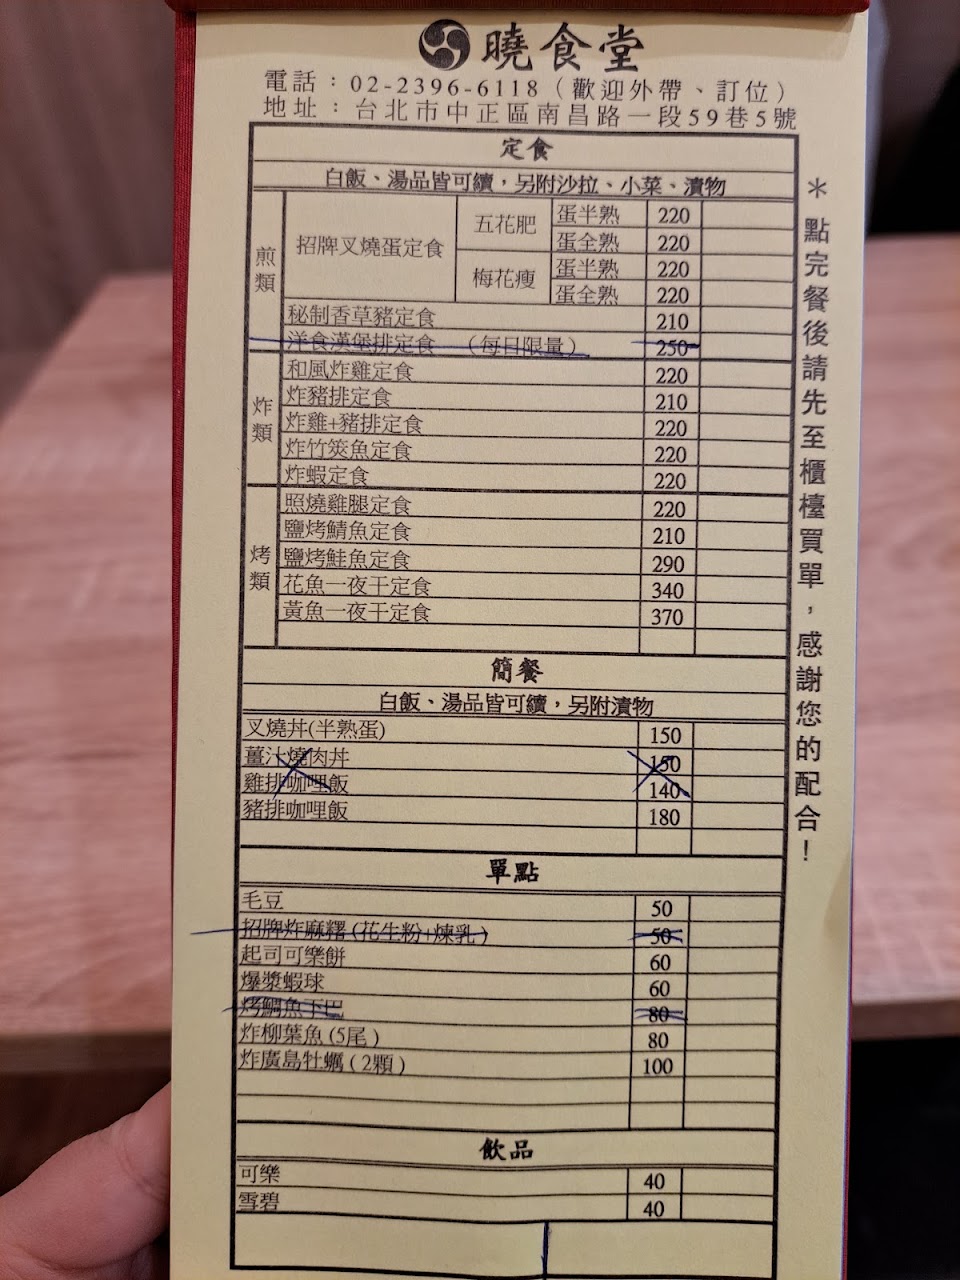 曉食堂
電話：02-2396-6118（歡迎外帶、訂位）
地址：台北市中正區南昌路一段59巷5號
定食
白飯、湯品皆可續，另附沙拉、小菜、漬物
煎類
招牌叉燒蛋定食 五花肥 蛋半熟 220
蛋全熟 220
梅花瘦 蛋半熟 220
蛋全熟 220
秘制香草豬定食 210
洋食漢堡排定食 （每日限量） 250
炸類
和風炸雞定食 220
炸豬排定食 210
炸雞+豬排定食 220
炸竹筴魚定食 220
炸蝦定食 220
烤類
照燒雞腿定食 220
鹽烤鯖魚定食 210
鹽烤鮭魚定食 290
花魚一夜干定食 340
黃魚一夜干定食 370
簡餐
白飯、湯品皆可續，另附漬物
叉燒丼(半熟蛋) 150
薑汁燒肉丼 150
雞排咖哩飯 140
豬排咖哩飯 180
單點
毛豆 50
招牌炸麻糬(花生粉+煉乳) 50
起司可樂餅 60
爆漿蝦球 60
烤鯛魚下巴 80
炸柳葉魚(5尾) 80
炸廣島牡蠣(2顆) 100
飲品
可樂 40
雪碧 40
＊點完餐後請先至櫃檯買單，感謝您的配合！